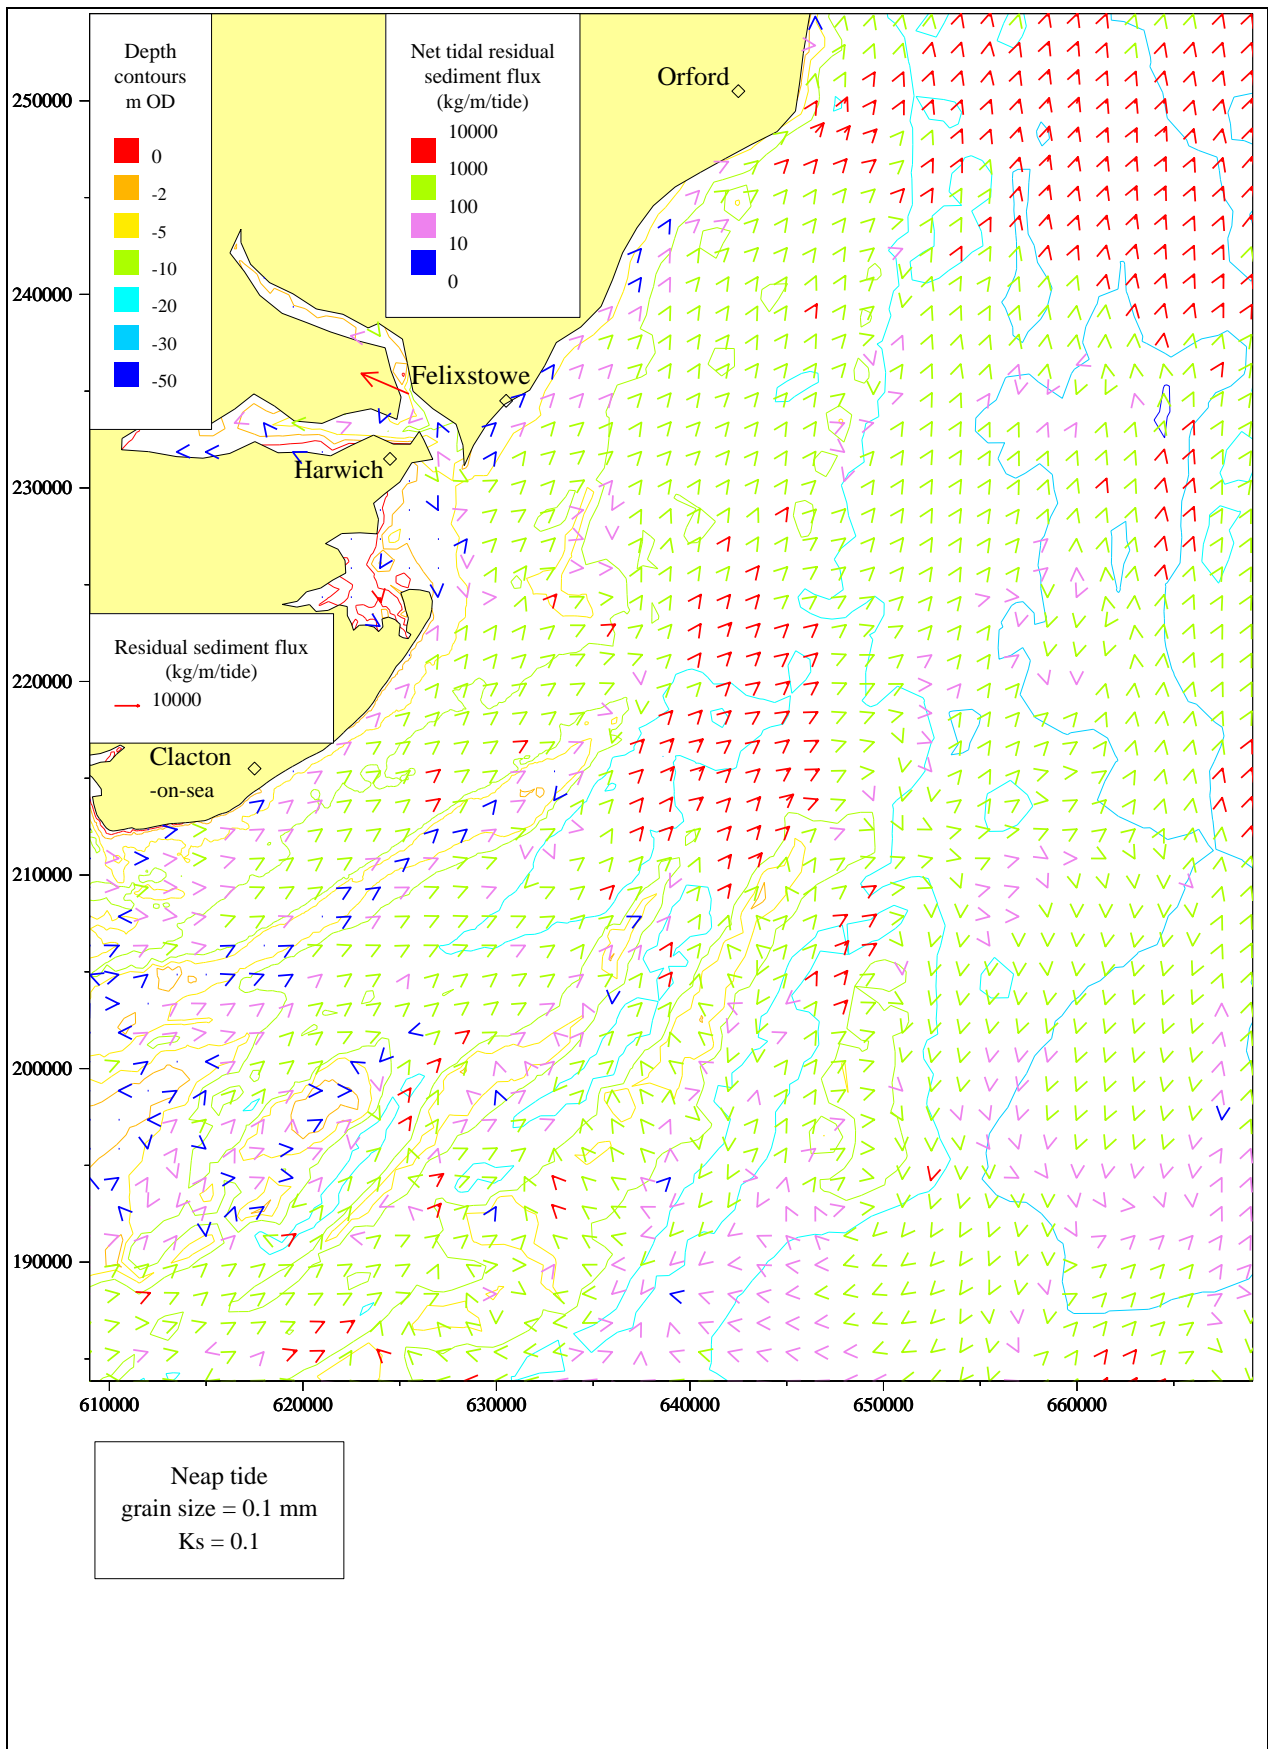 Depth
contours
m OD
0
-2
-5
-10
-20
-30
-50
Net tidal residual
sediment flux
(kg/m/tide)
10000
1000
100
10
0
Orford
Felixstowe
Harwich
Residual sediment flux
(kg/m/tide)
10000
Clacton
-on-sea
250000
240000
230000
220000
210000
200000
190000
610000 620000 630000 640000 650000 660000
Neap tide
grain size = 0.1 mm
Ks = 0.1